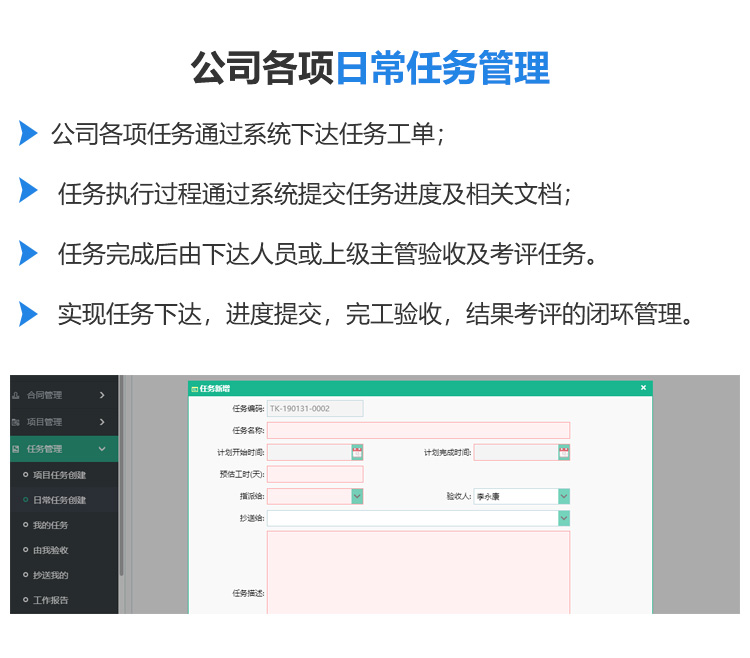 公司各项日常任务管理
公司各项任务通过系统下达任务工单；
任务执行过程通过系统提交任务进度及相关文档；
任务完成后由下达人员或上级主管验收及考评任务。
实现任务下达，进度提交，完工验收，结果考评的闭环管理。
合同管理
项目管理
任务管理
项目任务创建
日常任务创建
我的任务
由我验收
抄送我的
工作报告
任务新增
任务编码: TK-190131-0002
任务名称:
计划开始时间: 计划完成时间:
预估工时(天):
指派给: 验收人: 李永康
抄送给:
任务描述: